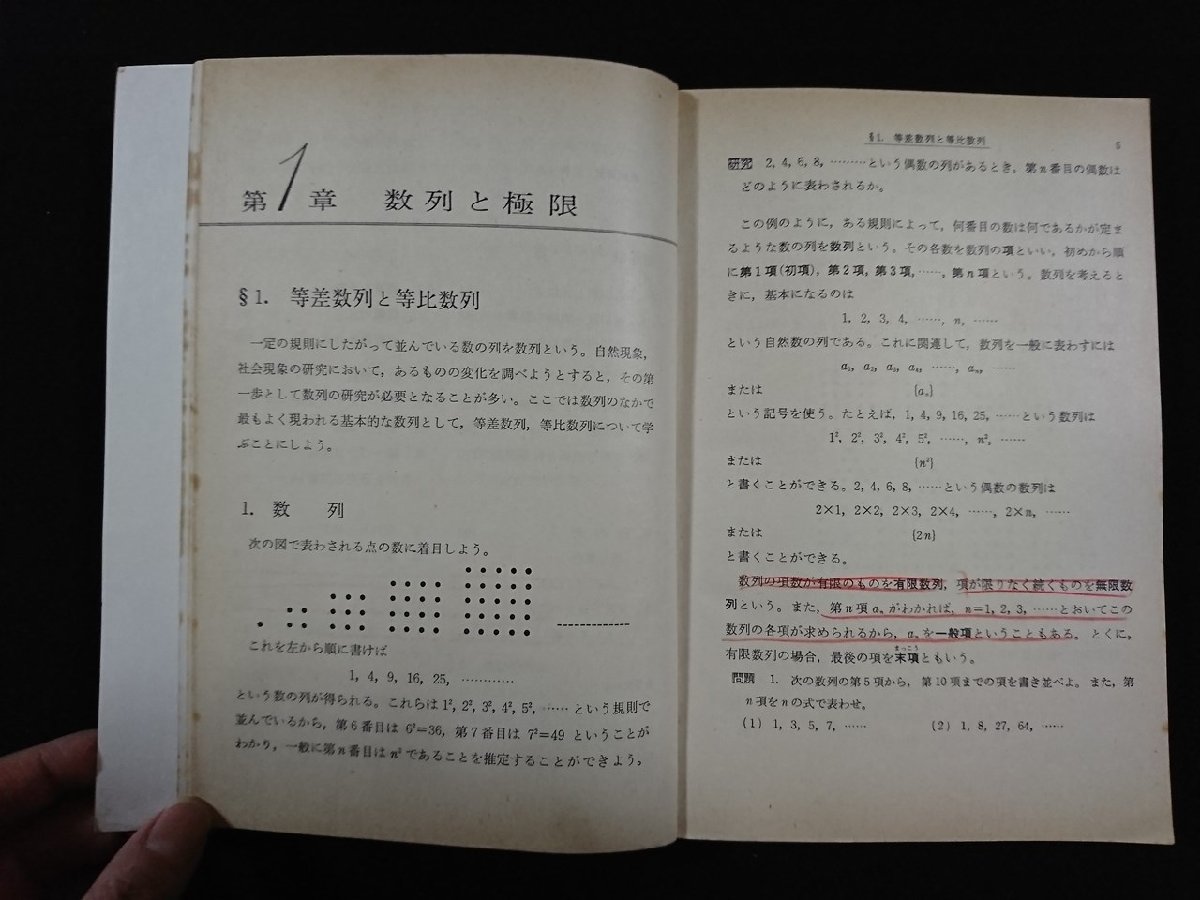 第1章 数列と極限
§1. 等差数列と等比数列
一定の規則にしたがって並んでいる数の列を数列という。自然現象,
社会現象の研究において,あるものの変化を調べようとすると,その第
一歩として数列の研究が必要となることが多い。ここでは数列のなかで
最もよく現われる基本的な数列として,等差数列,等比数列について学
ぶことにしよう。
1. 数 列
次の図で表わされる点の数に着目しよう。
これを左から順に書けば
1, 4, 9, 16, 25, …………
という数の列が得られる。これらは 1², 2², 3², 4², 5², …… という規則で
並んでいるから,第6番目は 6²=36, 第7番目は 7²=49 ということが
わかり,一般に第n番目は n² であることを推定することができよう。
§1. 等差数列と等比数列 5
研究 2, 4, 6, 8, ………という偶数の列があるとき,第n番目の偶数は
どのように表わされるか。
この例のように,ある規則によって,何番目の数は何であるかが定ま
るような数の列を数列という。その各数を数列の項といい,初めから順
に第1項(初項),第2項,第3項,……,第n項という。数列を考えると
きに,基本になるのは
1, 2, 3, 4, ……, n, ……
という自然数の列である。これに関連して,数列を一般に表わすには
a₁, a₂, a₃, a₄, ……, aₙ, ……
または {aₙ}
という記号を使う。たとえば,1, 4, 9, 16, 25, ……という数列は
1², 2², 3², 4², 5², ……, n², ……
または {n²}
と書くことができる。2, 4, 6, 8, ……という偶数の数列は
2×1, 2×2, 2×3, 2×4, ……, 2×n, ……
または {2n}
と書くことができる。
数列の項数が有限のものを有限数列,項が限りなく続くものを無限数
列という。また,第n項 aₙ がわかれば,n=1, 2, 3, ……とおいてこの
数列の各項が求められるから,aₙ を一般項ということもある。とくに,
有限数列の場合,最後の項を末項ともいう。
まっこう
問題 1. 次の数列の第5項から,第10項までの項を書き並べよ。また,第
n項をnの式で表わせ。
(1) 1, 3, 5, 7, …… (2) 1, 8, 27, 64, ……